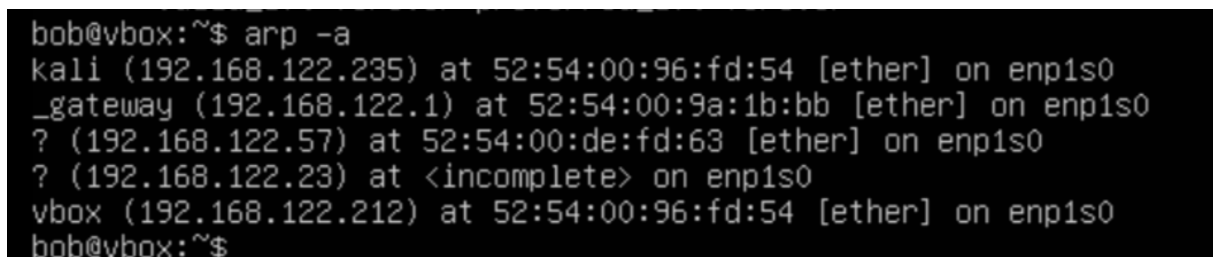 bob@vbox:~$ arp -a
kali (192.168.122.235) at 52:54:00:96:fd:54 [ether] on enp1s0
_gateway (192.168.122.1) at 52:54:00:9a:1b:bb [ether] on enp1s0
? (192.168.122.57) at 52:54:00:de:fd:63 [ether] on enp1s0
? (192.168.122.23) at <incomplete> on enp1s0
vbox (192.168.122.212) at 52:54:00:96:fd:54 [ether] on enp1s0
bob@vbox:~$